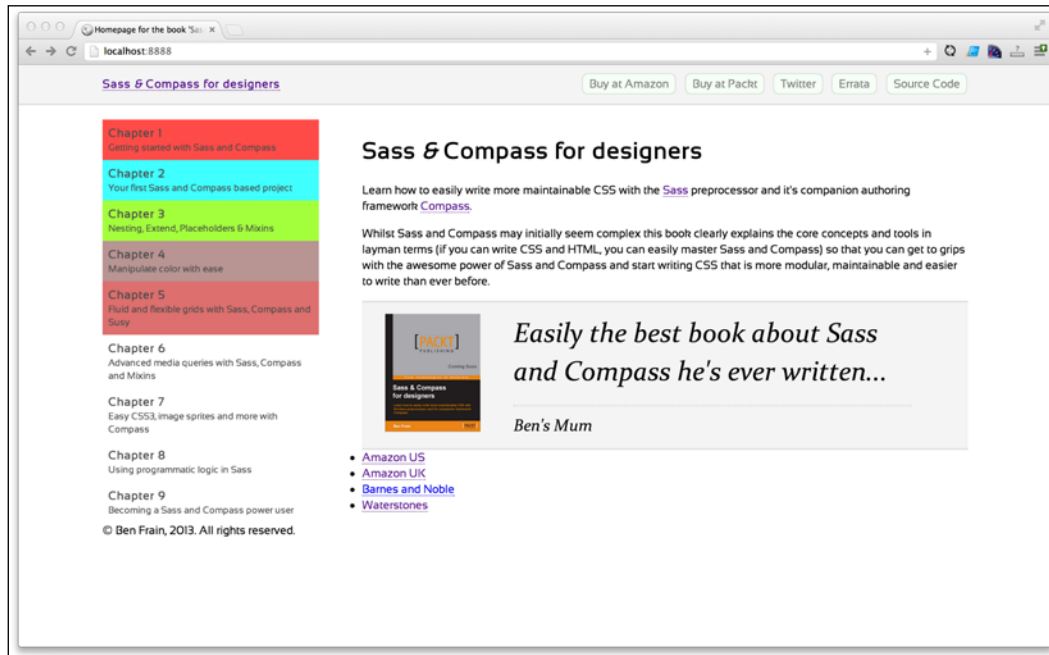 Homepage for the book 'Sas
localhost:8888
Sass & Compass for designers
Buy at Amazon
Buy at Packt
Twitter
Errata
Source Code
Chapter 1
Getting started with Sass and Compass
Chapter 2
Your first Sass and Compass based project
Chapter 3
Nesting, Extend, Placeholders & Mixins
Chapter 4
Manipulate color with ease
Chapter 5
Fluid and flexible grids with Sass, Compass and
Susy
Chapter 6
Advanced media queries with Sass, Compass
and Mixins
Chapter 7
Easy CSS3, image sprites and more with
Compass
Chapter 8
Using programmatic logic in Sass
Chapter 9
Becoming a Sass and Compass power user
© Ben Frain, 2013. All rights reserved.
Sass & Compass for designers
Learn how to easily write more maintainable CSS with the Sass preprocessor and it's companion authoring
framework Compass.
Whilst Sass and Compass may initially seem complex this book clearly explains the core concepts and tools in
layman terms (if you can write CSS and HTML, you can easily master Sass and Compass) so that you can get to grips
with the awesome power of Sass and Compass and start writing CSS that is more modular, maintainable and easier
to write than ever before.
[PACKT]
PUBLISHING
Coming Soon
Sass & Compass
for designers
Ben Frain
PACKT
Easily the best book about Sass
and Compass he's ever written...
Ben's Mum
Amazon US
Amazon UK
Barnes and Noble
Waterstones